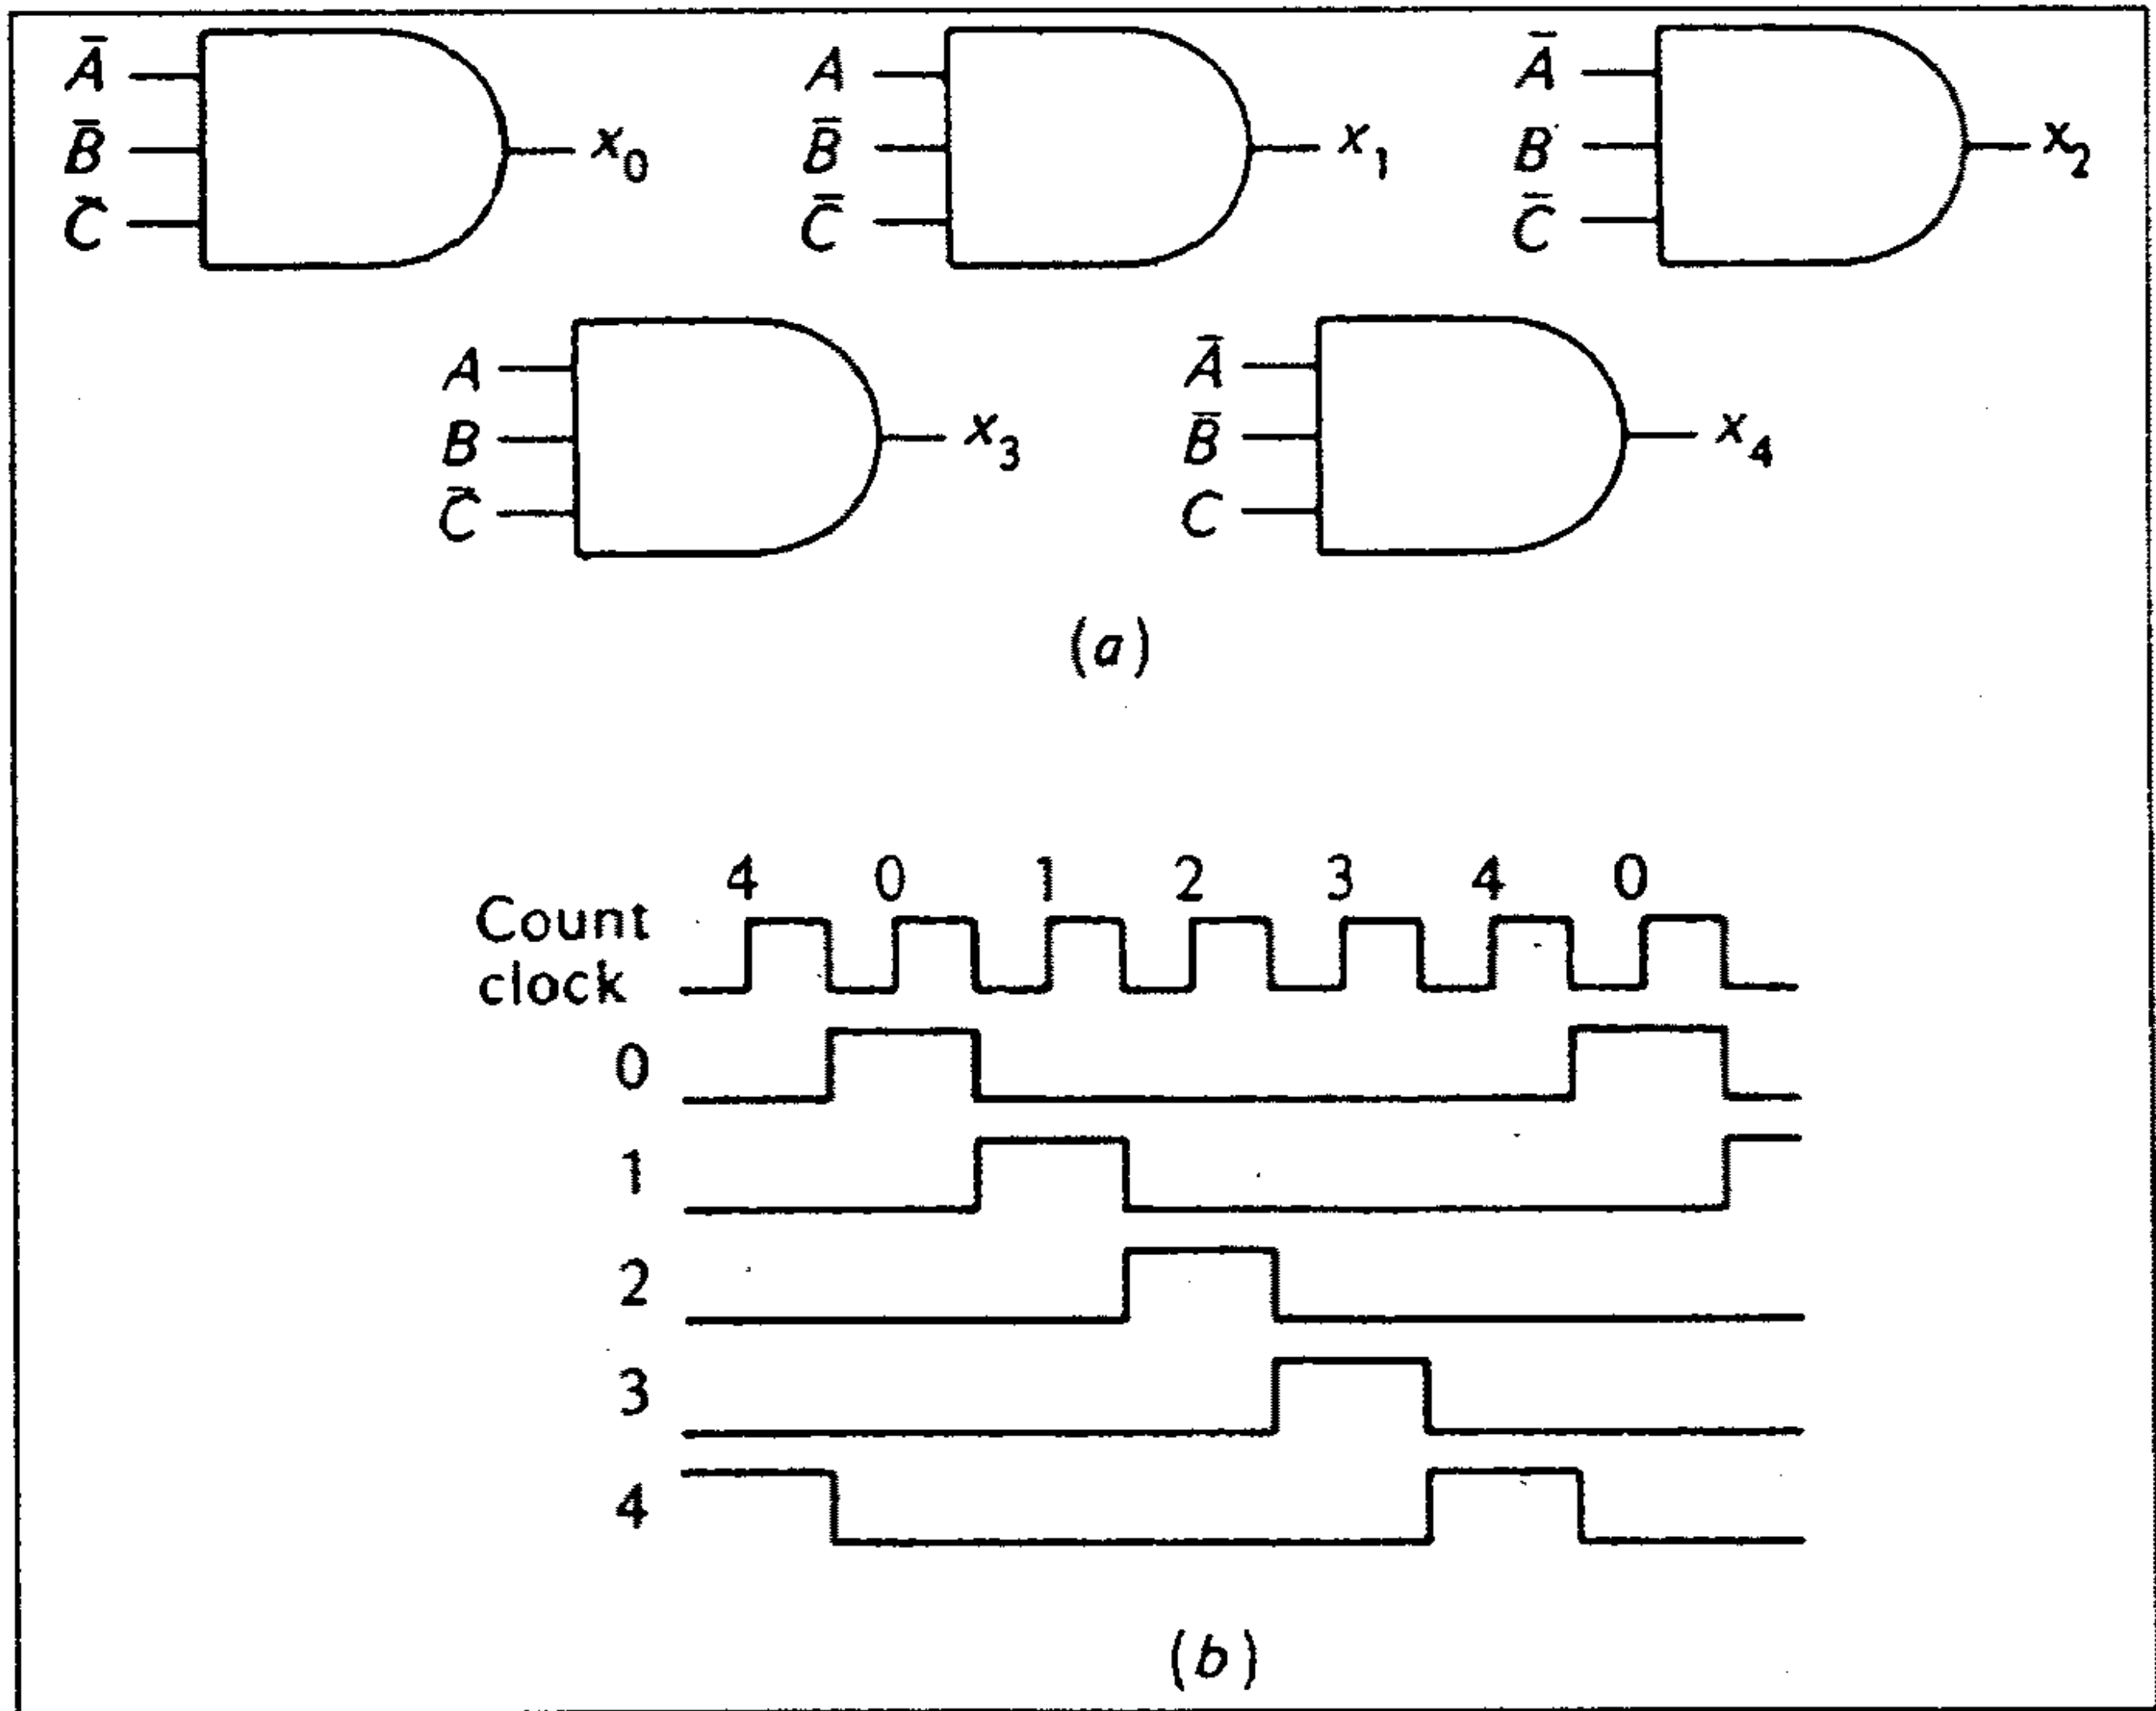 Ā A Ā
B̄ x₀ B̄ x₁ B x₂
C̄ C̄ C̄
A Ā
B x₃ B̄ x₄
C̄ C
(a)
4 0 1 2 3 4 0
Count
clock
0
1
2
3
4
(b)